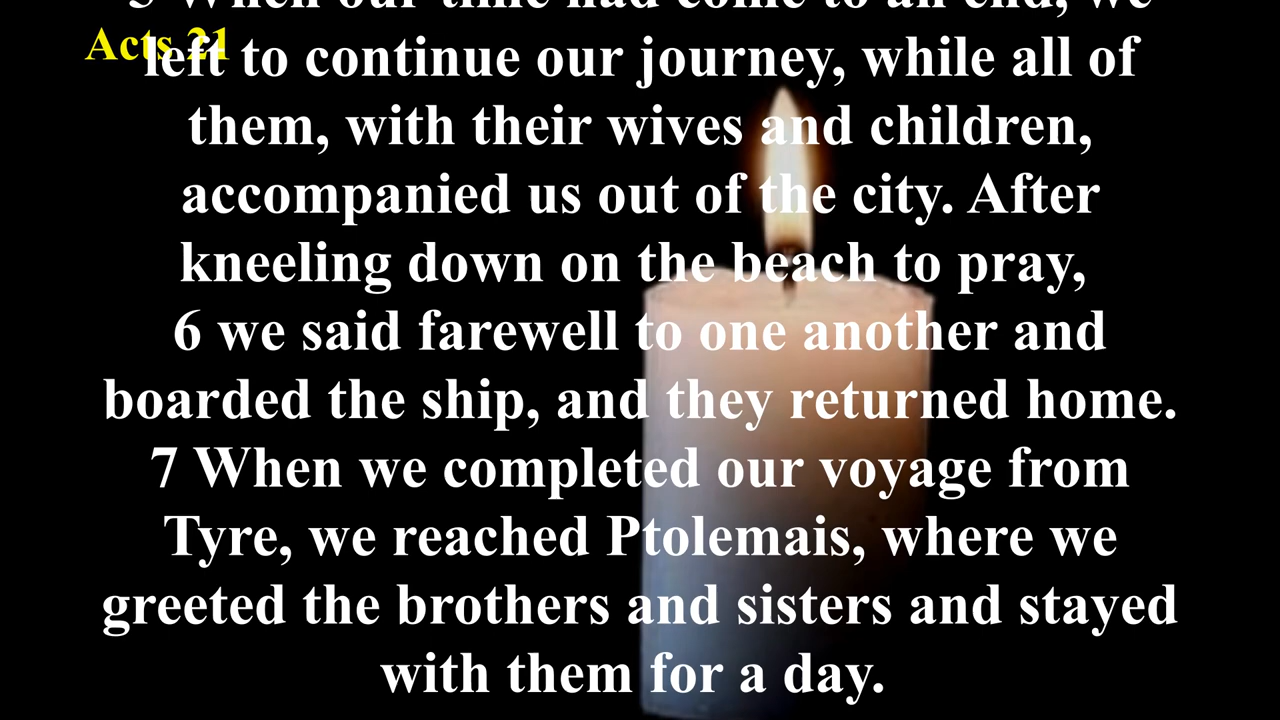 5 When our time had come to an end, we
Acts 21
left to continue our journey, while all of
them, with their wives and children,
accompanied us out of the city. After
kneeling down on the beach to pray,
6 we said farewell to one another and
boarded the ship, and they returned home.
7 When we completed our voyage from
Tyre, we reached Ptolemais, where we
greeted the brothers and sisters and stayed
with them for a day.